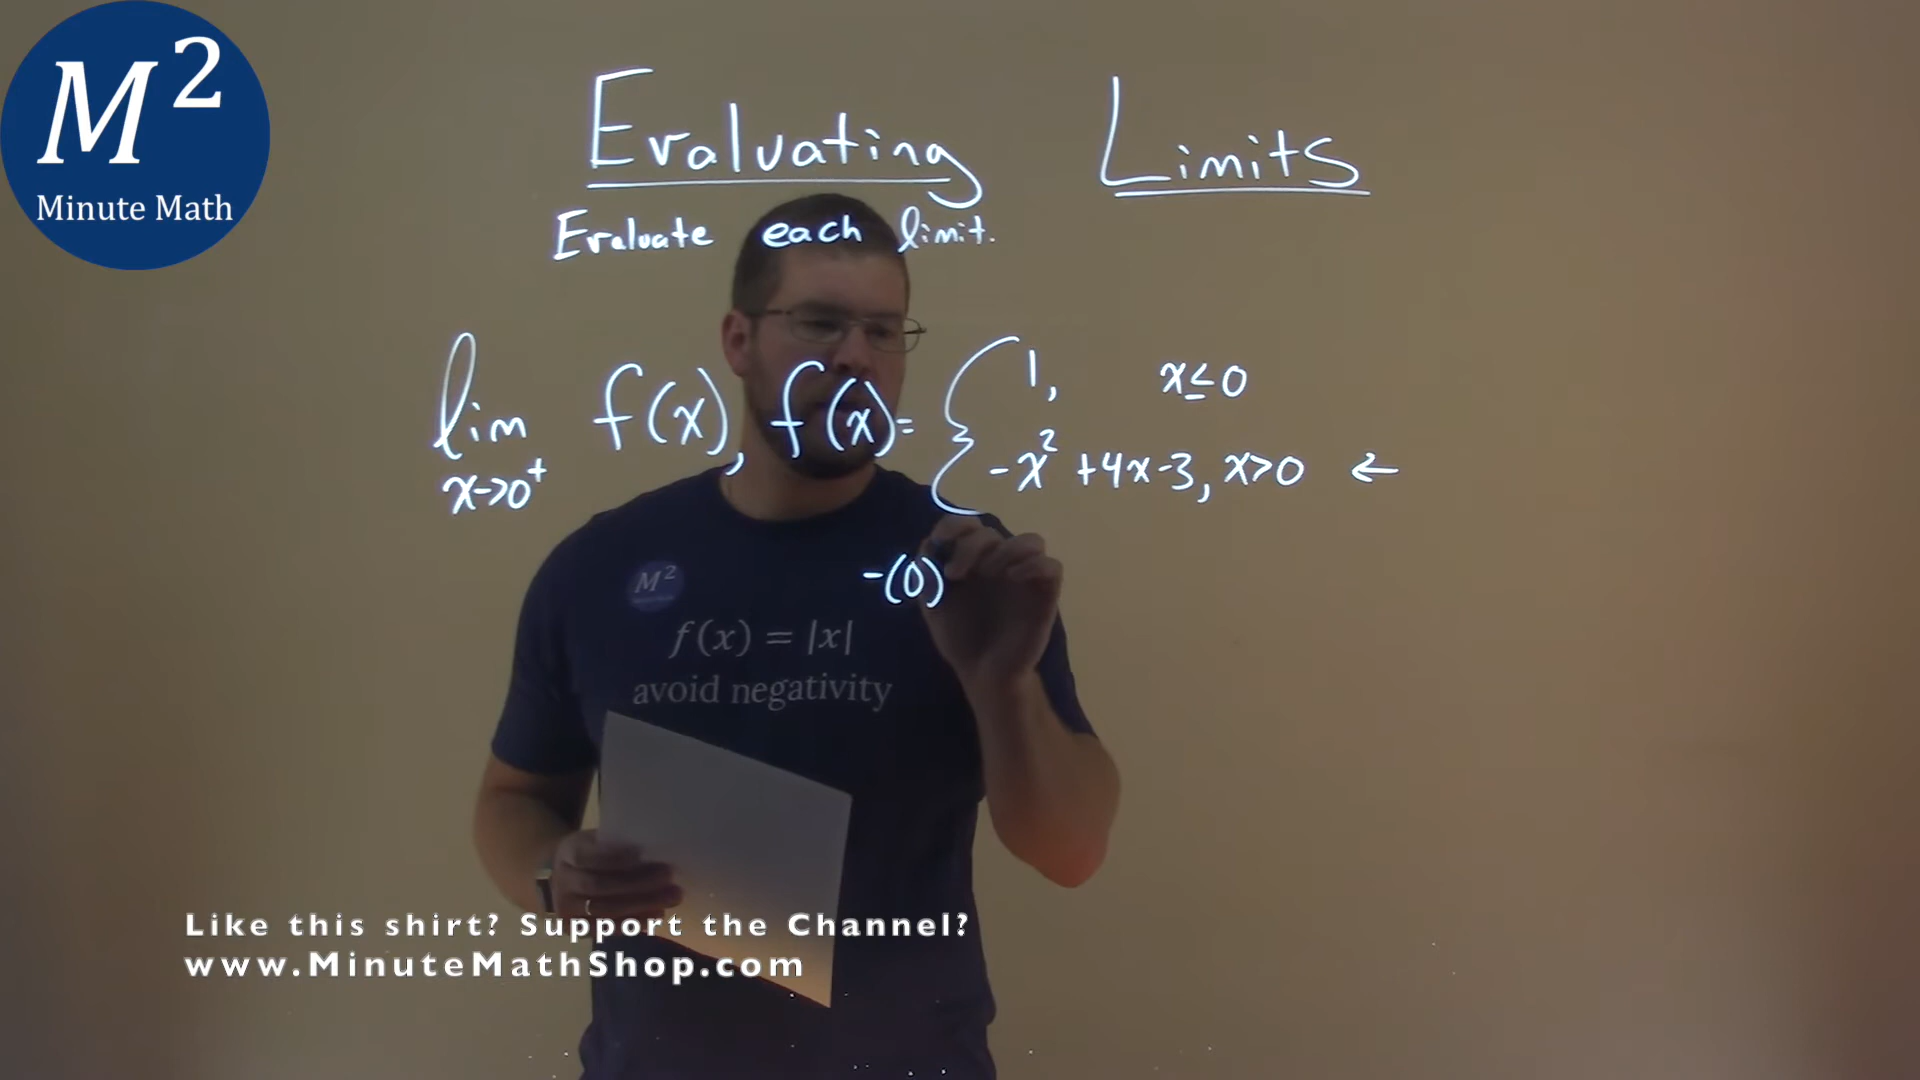 M²
Minute Math
Evaluating Limits
Evaluate each limit.
lim x→0⁺ f(x), f(x) = { 1, x≤0
-x² +4x-3, x>0 ←
-(0)
M²
f(x) = |x|
avoid negativity
Like this shirt? Support the Channel?
www.MinuteMathShop.com